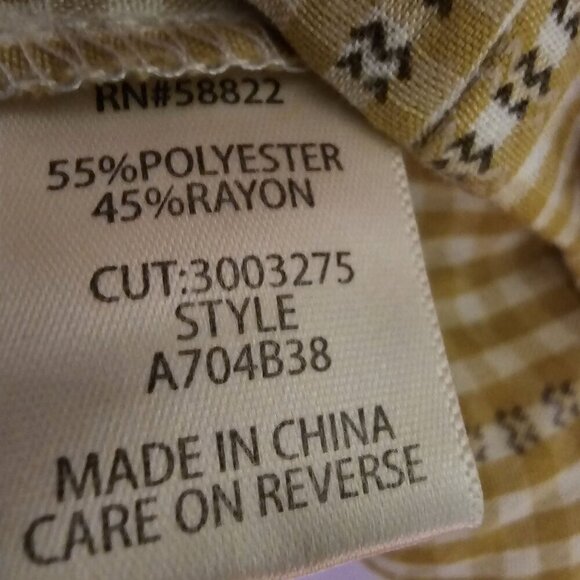 RN#58822
55%POLYESTER
45%RAYON
CUT:3003275
STYLE
A704B38
MADE IN CHINA
CARE ON REVERSE